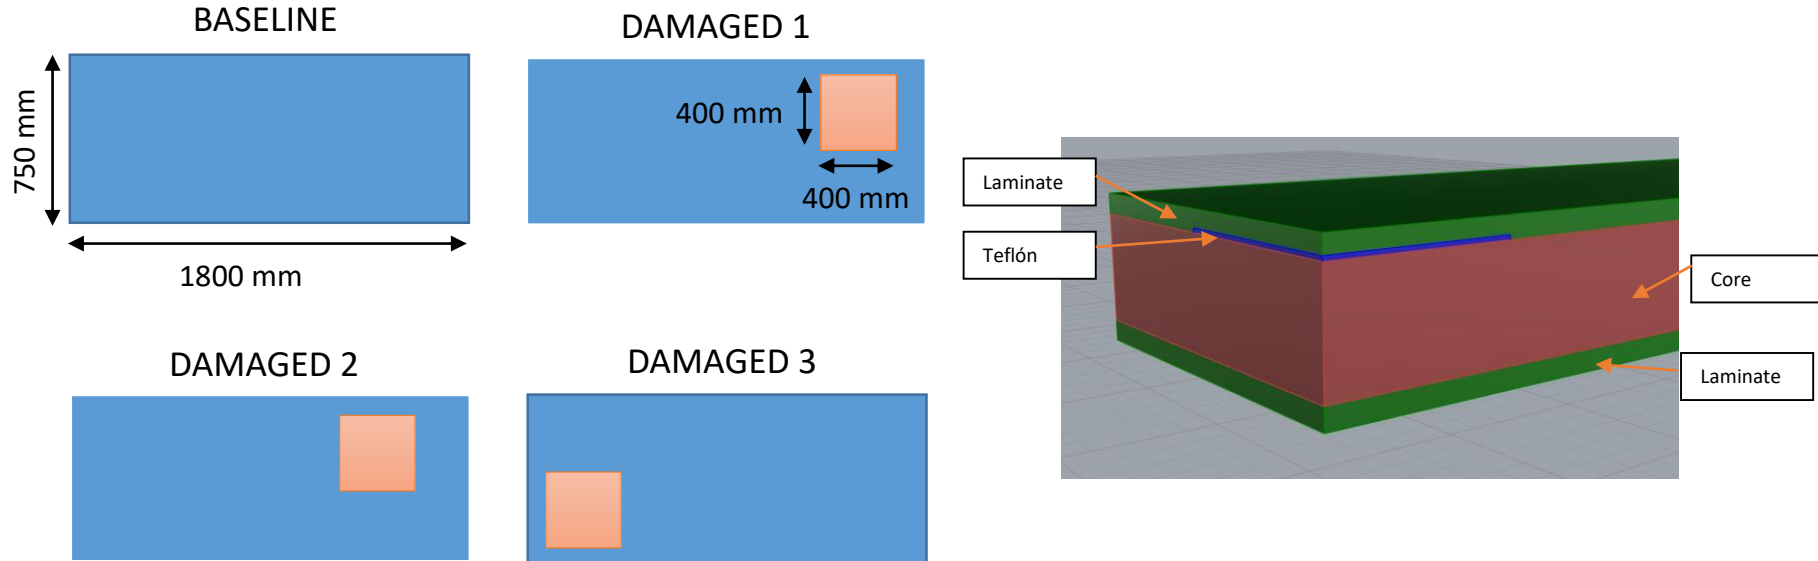 BASELINE
750 mm
1800 mm
DAMAGED 1
400 mm
400 mm
DAMAGED 2
DAMAGED 3
Laminate
Teflón
Core
Laminate